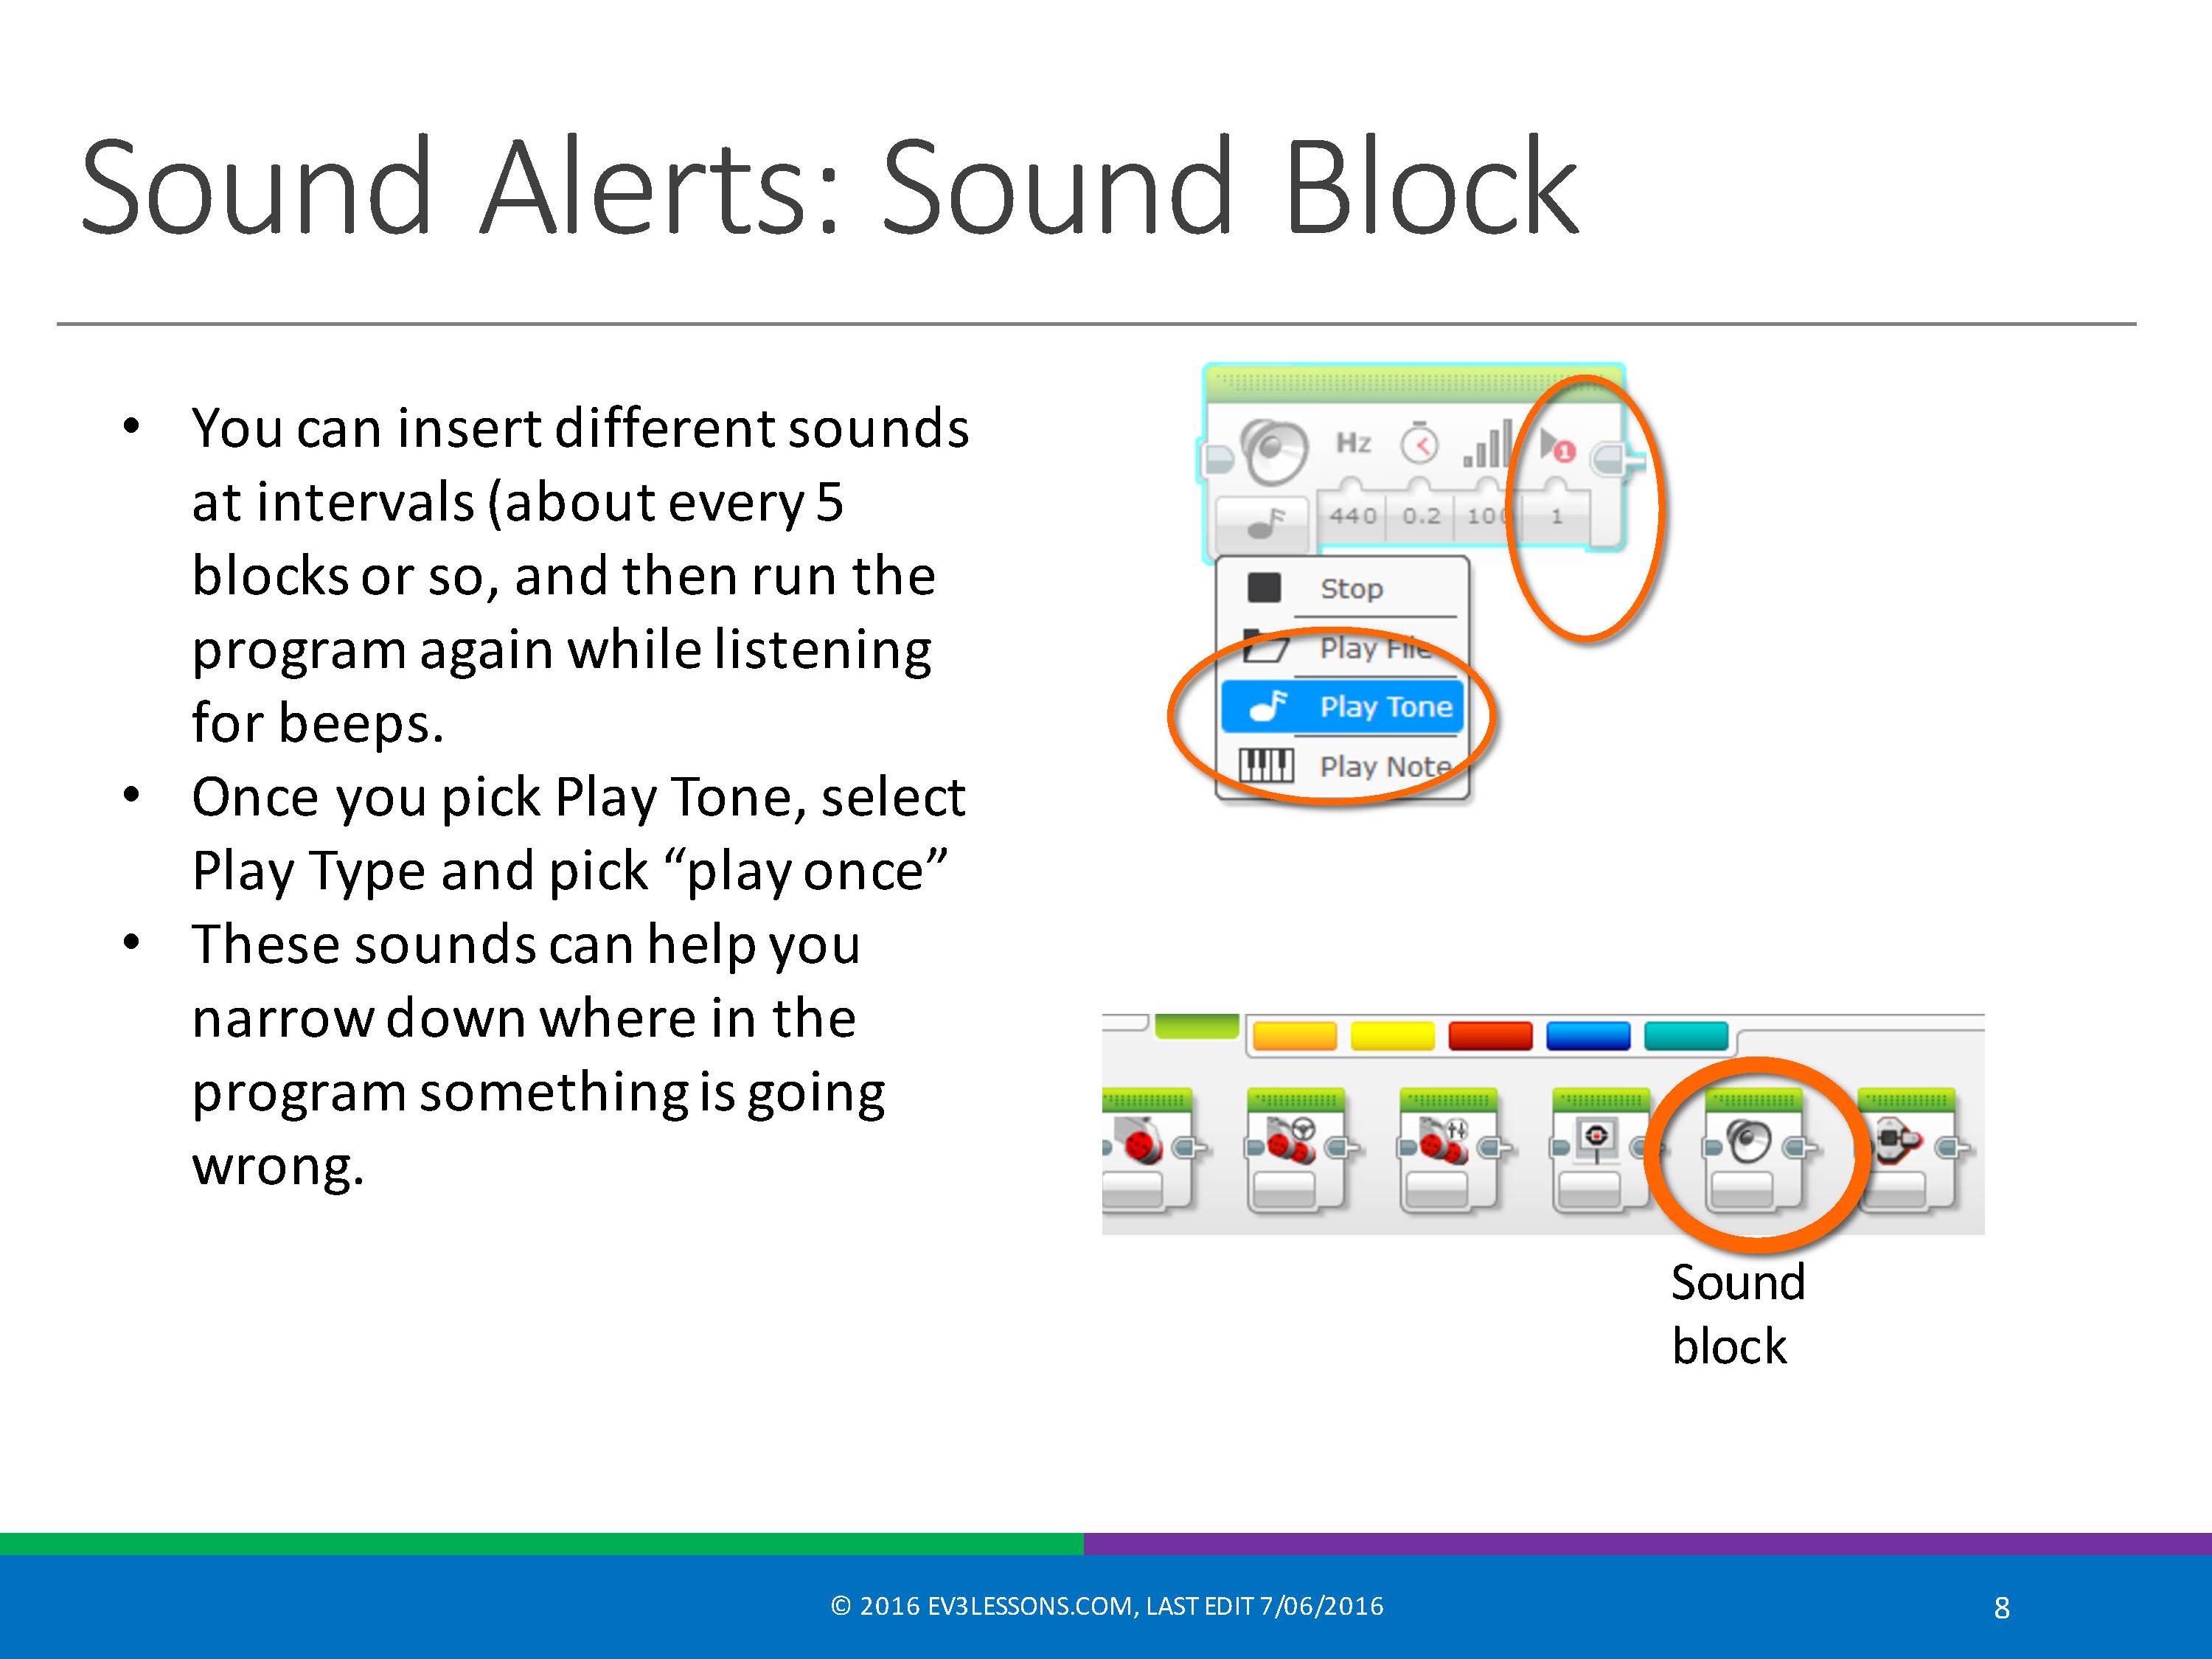 Sound Alerts: Sound Block
• You can insert different sounds
at intervals (about every 5
blocks or so, and then run the
program again while listening
for beeps.
• Once you pick Play Tone, select
Play Type and pick “play once”
• These sounds can help you
narrow down where in the
program something is going
wrong.
Hz 1
440 0.2 100 1
Stop
Play File
Play Tone
Play Note
Sound
block
© 2016 EV3LESSONS.COM, LAST EDIT 7/06/2016
8